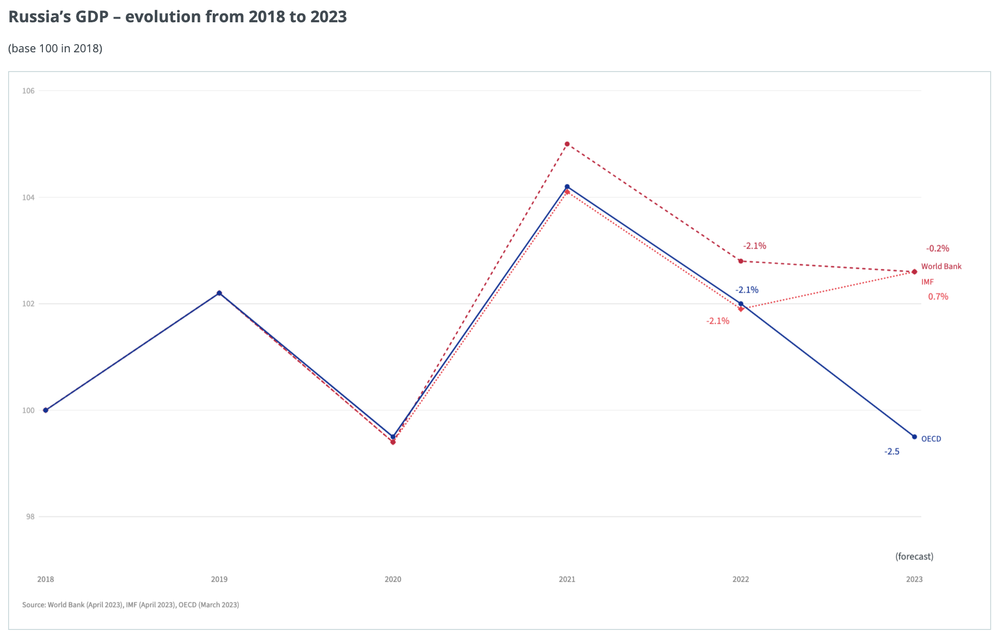 Russia’s GDP – evolution from 2018 to 2023
(base 100 in 2018)
106
104
-2.1%
-0.2%
World Bank
-2.1%
IMF
102
0.7%
-2.1%
100
OECD
-2.5
98
(forecast)
2018 2019 2020 2021 2022 2023
Source: World Bank (April 2023), IMF (April 2023), OECD (March 2023)